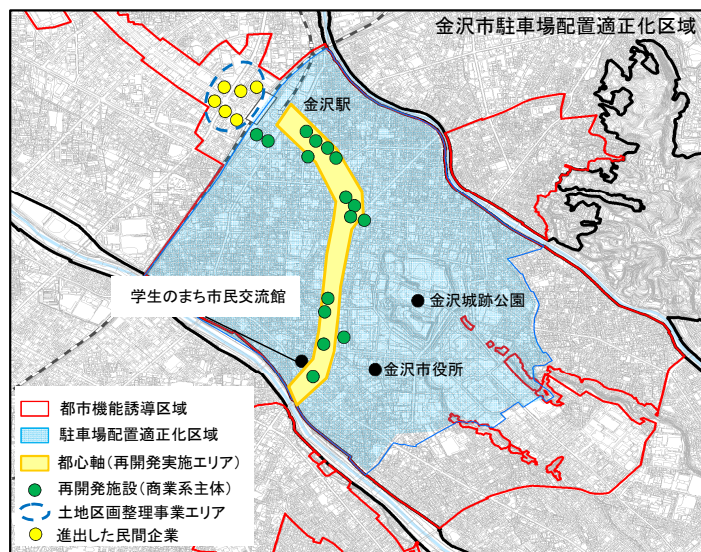 金沢市駐車場配置適正化区域
金沢駅
学生のまち市民交流館
金沢城跡公園
金沢市役所
都市機能誘導区域
駐車場配置適正化区域
都心軸(再開発実施エリア)
再開発施設(商業系主体)
土地区画整理事業エリア
進出した民間企業